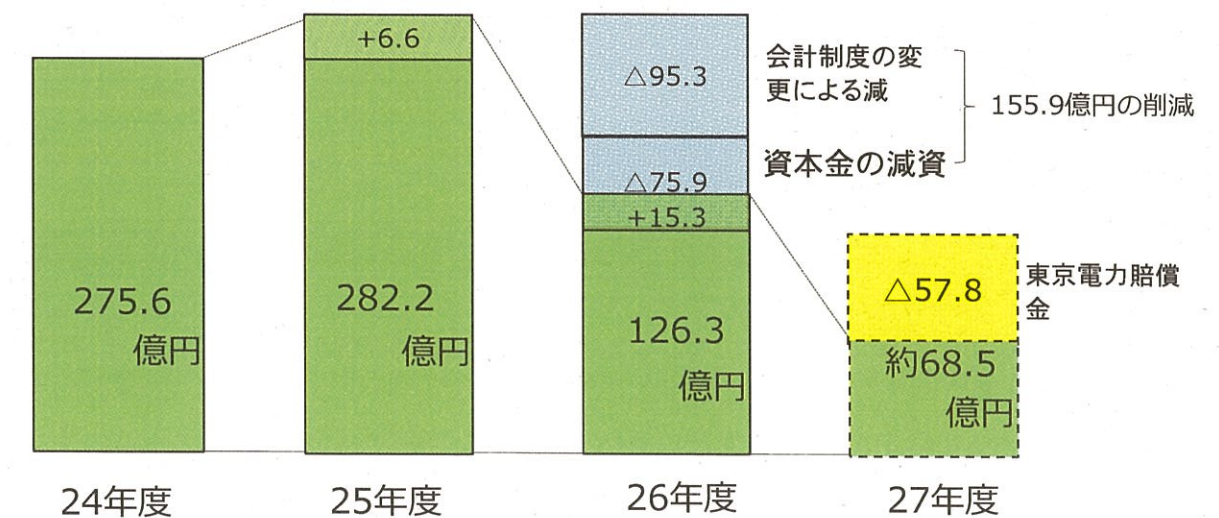 +6.6
△95.3
会計制度の変
更による減
155.9億円の削減
資本金の減資
△75.9
+15.3
275.6
億円
282.2
億円
126.3
億円
△57.8
東京電力賠償
金
約68.5
億円
24年度
25年度
26年度
27年度